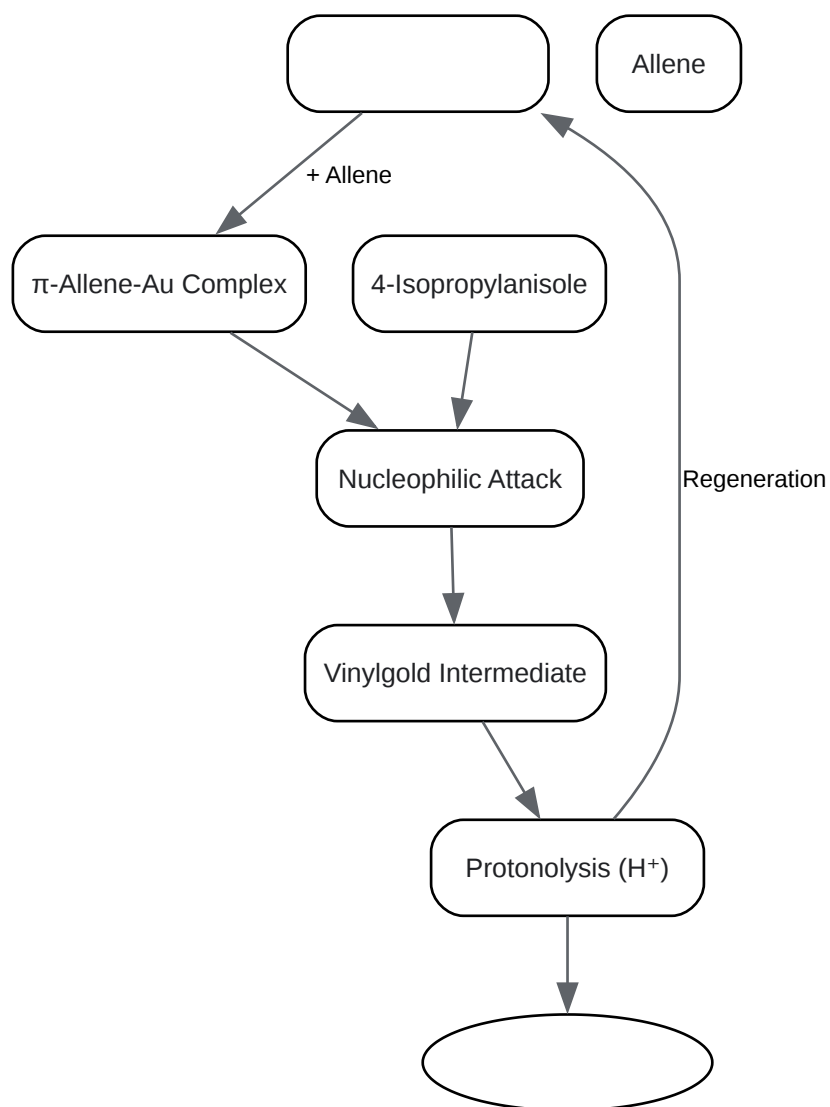 Allene
+ Allene
π-Allene-Au Complex
4-Isopropylanisole
Nucleophilic Attack
Regeneration
Vinylgold Intermediate
Protonolysis (H⁺)